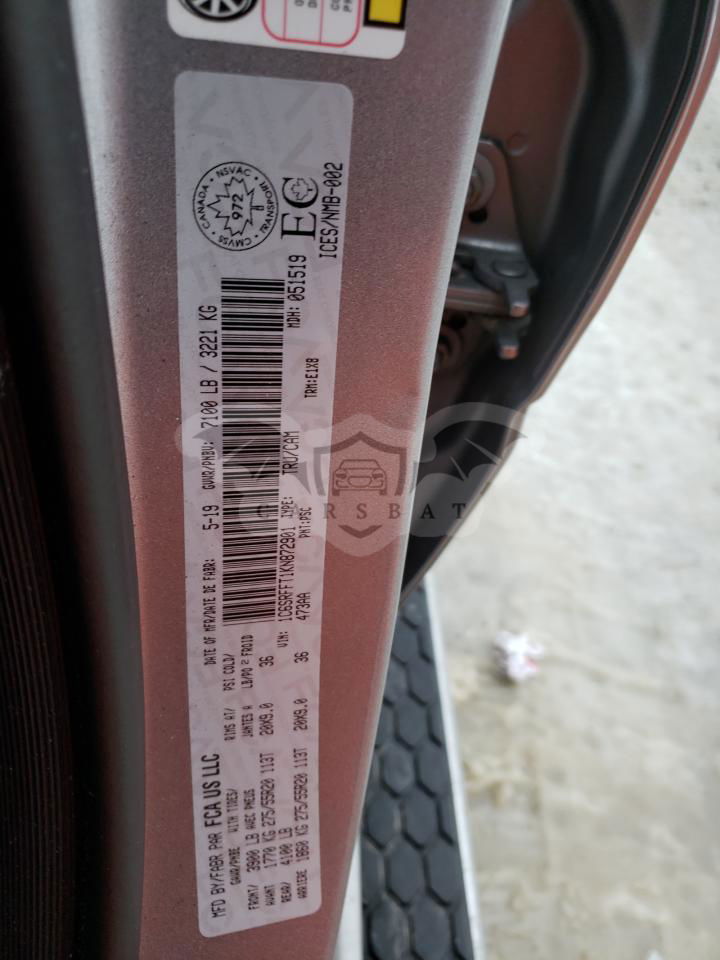 MFD BY/FABR PAR FCA US LLC
DATE OF MFR/DATE DE FABR: 5-19 GVWR/PNBV: 7100 LB / 3221 KG
GAWR/PNBE WITH TIRES/ RIMS AT/ PSI COLD/
FRONT/ 3900 LB AVEC PNEUS JANTES A LB/PO² FROID
AVANT 1770 KG 275/55R20 113T 20X9.0 36
REAR/ 4100 LB
ARRIERE 1860 KG 275/55R20 113T 20X9.0 36
VIN: 1C6SRFFT1KN872901 TYPE: TRU/CAM MDH: 051519
473AA PNT:PSC TRM:E1X8
CANADA NSVAC TRANSPORT CMVSS
972
EC
ICES/NMB-002
CARSBAT